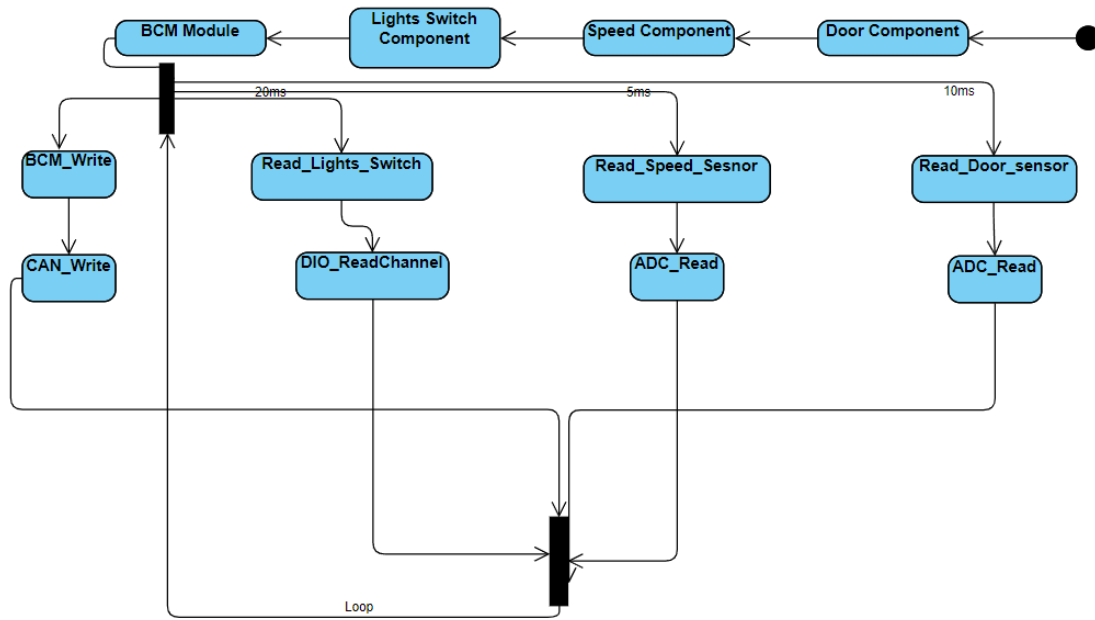 BCM Module
Lights Switch
Component
Speed Component
Door Component
20ms
5ms
10ms
BCM_Write
Read_Lights_Switch
Read_Speed_Sesnor
Read_Door_sensor
CAN_Write
DIO_ReadChannel
ADC_Read
ADC_Read
Loop